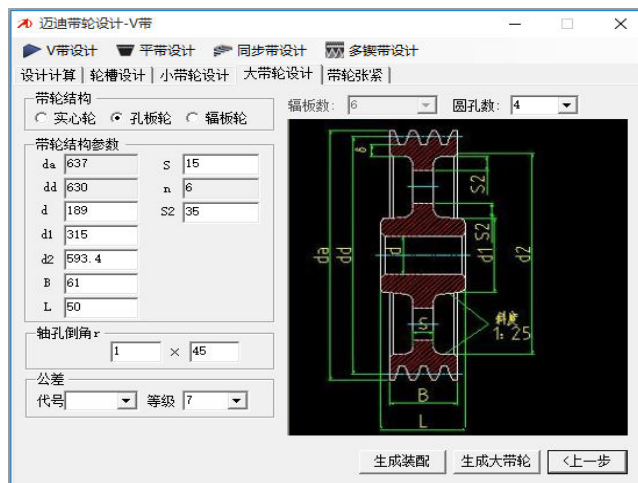 迈迪带轮设计-V带
V带设计 平带设计 同步带设计 多锲带设计
设计计算 轮槽设计 小带轮设计 大带轮设计 带轮张紧
带轮结构
实心轮 孔板轮 辐板轮
辐板数: 6 圆孔数: 4
带轮结构参数
da 637 S 15
dd 630 n 6
d 189 S2 35
d1 315
d2 593.4
B 61
L 50
轴孔倒角r
1 × 45
公差
代号 等级 7
δ
S2
da dd d d1 S2 d2
S
斜度
1: 25
B
L
生成装配 生成大带轮 <上一步